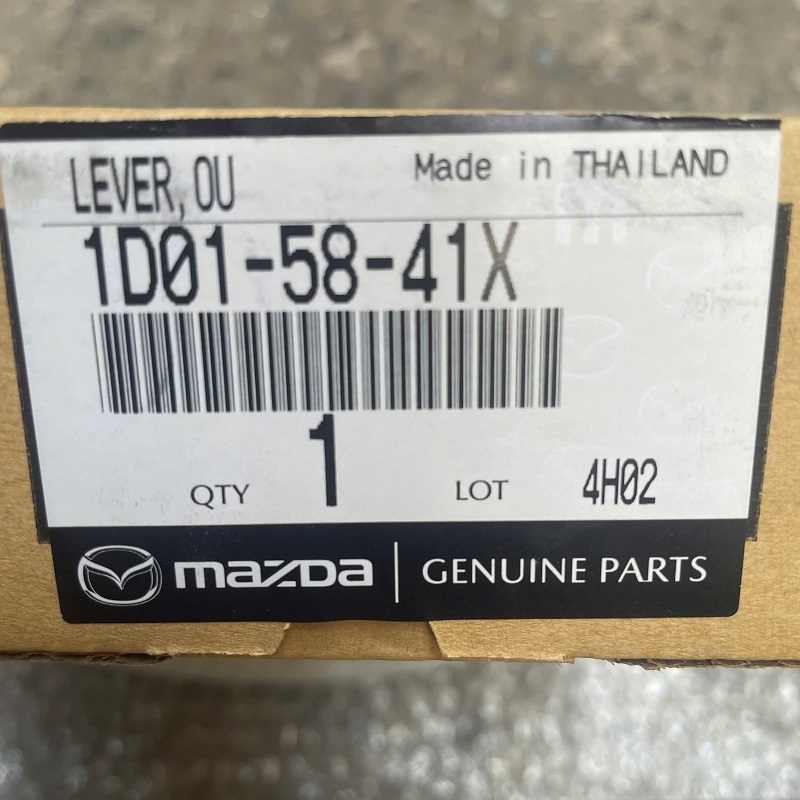 LEVER,OU
Made in THAILAND
1D01-58-41X
QTY 1 LOT 4H02
mazda | GENUINE PARTS